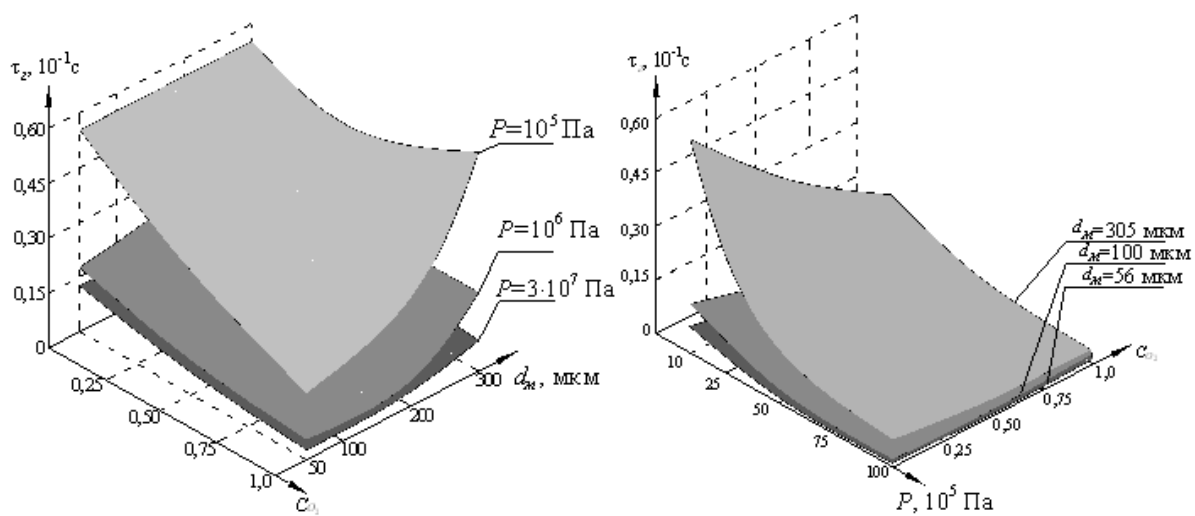 τ₂, 10⁻¹с
0,60
0,45
0,30
0,15
0
0,25
0,50
0,75
1,0
C_O₂
50
100
200
300
d_м, мкм
P=10⁵ Па
P=10⁶ Па
P=3·10⁷ Па
, 10⁻¹с
0,60
0,45
0,30
0,15
0
10
25
50
75
100
P, 10⁵ Па
0,25
0,50
0,75
1,0
C_O₂
d_м=305 мкм
d_м=100 мкм
d_м=56 мкм